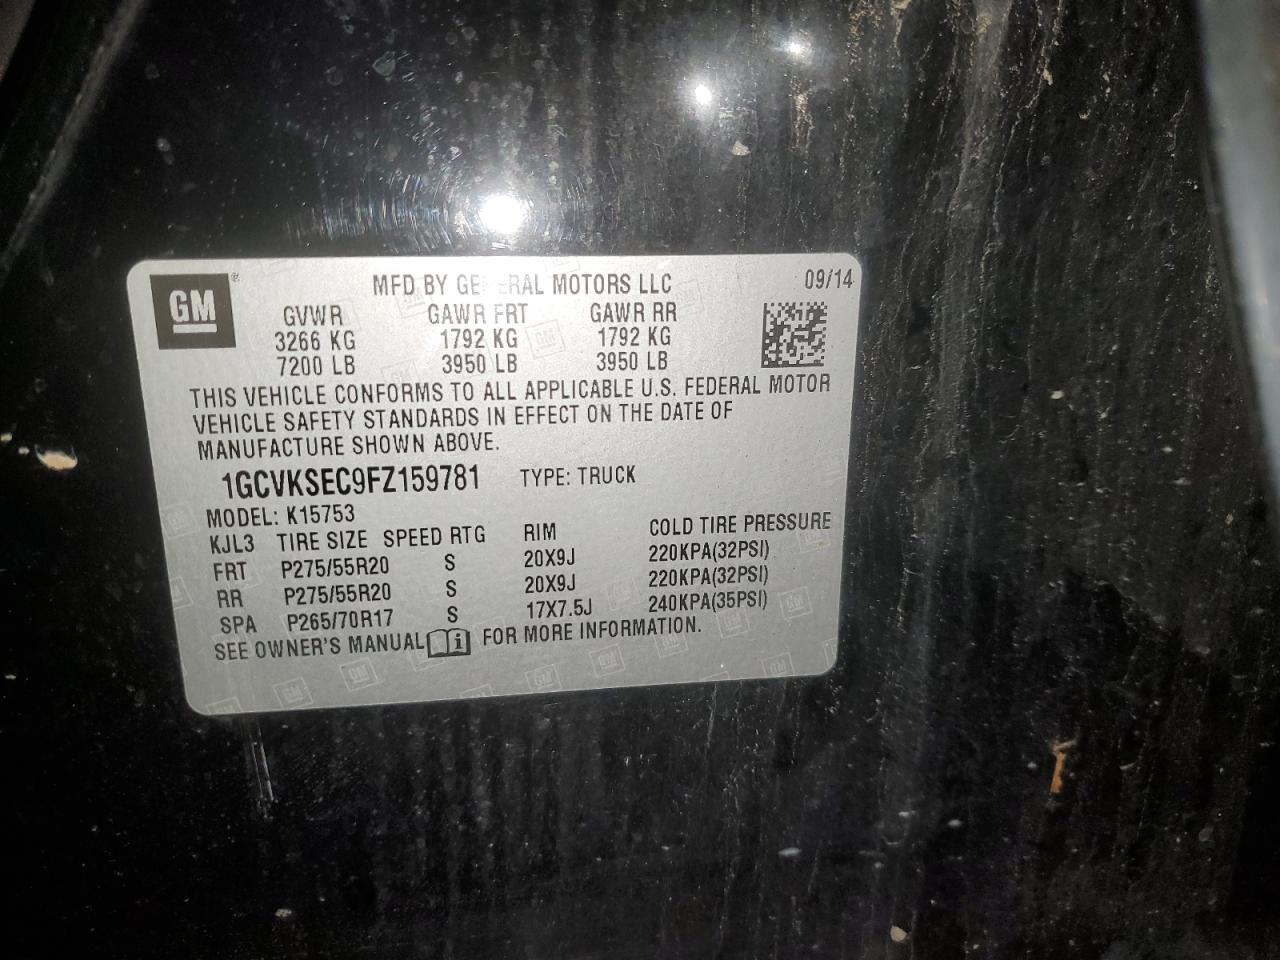 GM ®
MFD BY GENERAL MOTORS LLC 09/14
GVWR GAWR FRT GAWR RR
3266 KG 1792 KG 1792 KG
7200 LB 3950 LB 3950 LB
THIS VEHICLE CONFORMS TO ALL APPLICABLE U.S. FEDERAL MOTOR
VEHICLE SAFETY STANDARDS IN EFFECT ON THE DATE OF
MANUFACTURE SHOWN ABOVE.
1GCVKSEC9FZ159781 TYPE: TRUCK
MODEL: K15753
KJL3 TIRE SIZE SPEED RTG RIM COLD TIRE PRESSURE
FRT P275/55R20 S 20X9J 220KPA(32PSI)
RR P275/55R20 S 20X9J 220KPA(32PSI)
SPA P265/70R17 S 17X7.5J 240KPA(35PSI)
SEE OWNER'S MANUAL i FOR MORE INFORMATION.